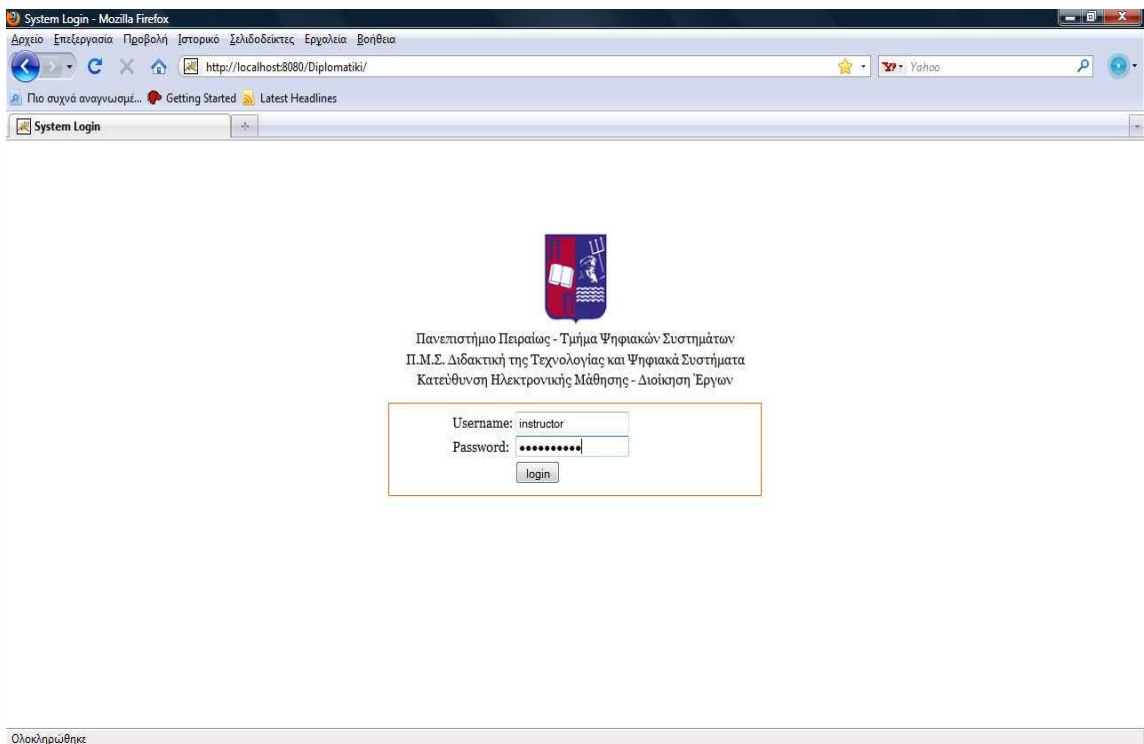 System Login - Mozilla Firefox
Αρχείο Επεξεργασία Προβολή Ιστορικό Σελιδοδείκτες Εργαλεία Βοήθεια
http://localhost:8080/Diplomatiki/ Yahoo
Πιο συχνά αναγνωσμέ... Getting Started Latest Headlines
System Login
Πανεπιστήμιο Πειραίως - Τμήμα Ψηφιακών Συστημάτων
Π.Μ.Σ. Διδακτική της Τεχνολογίας και Ψηφιακά Συστήματα
Κατεύθυνση Ηλεκτρονικής Μάθησης - Διοίκηση Έργων
Username: instructor
Password: ••••••••••
login
Ολοκληρώθηκε